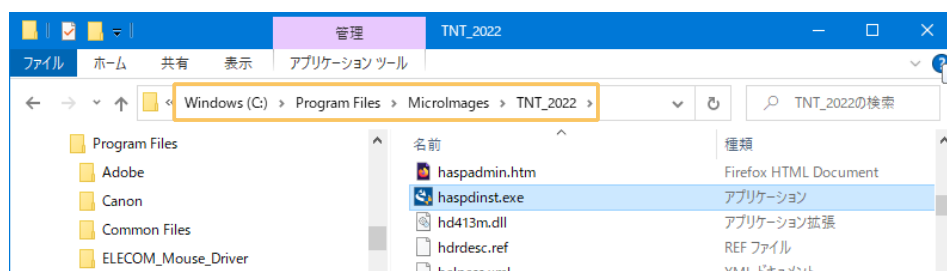 管理 TNT_2022
ファイル ホーム 共有 表示 アプリケーション ツール
Windows (C:) Program Files MicroImages TNT_2022 TNT_2022の検索
Program Files 名前 種類
Adobe haspadmin.htm Firefox HTML Document
Canon haspdinst.exe アプリケーション
Common Files hd413m.dll アプリケーション拡張
ELECOM_Mouse_Driver hdrdesc.ref REF ファイル